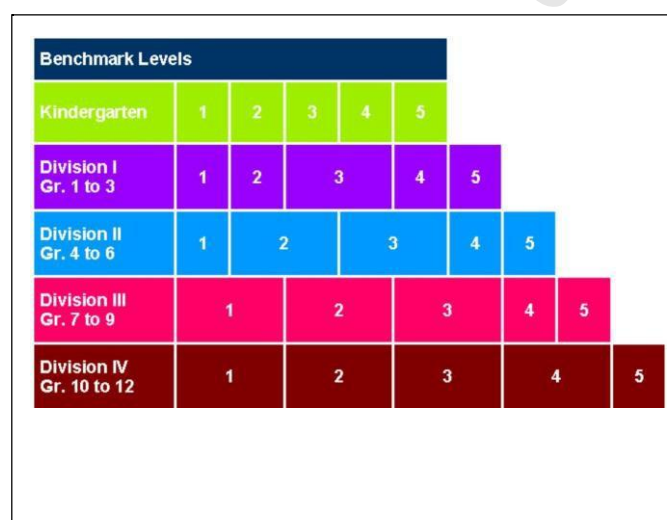 Benchmark Levels
Kindergarten 1 2 3 4 5
Division I
Gr. 1 to 3
1 2 3 4 5
Division II
Gr. 4 to 6
1 2 3 4 5
Division III
Gr. 7 to 9
1 2 3 4 5
Division IV
Gr. 10 to 12
1 2 3 4 5